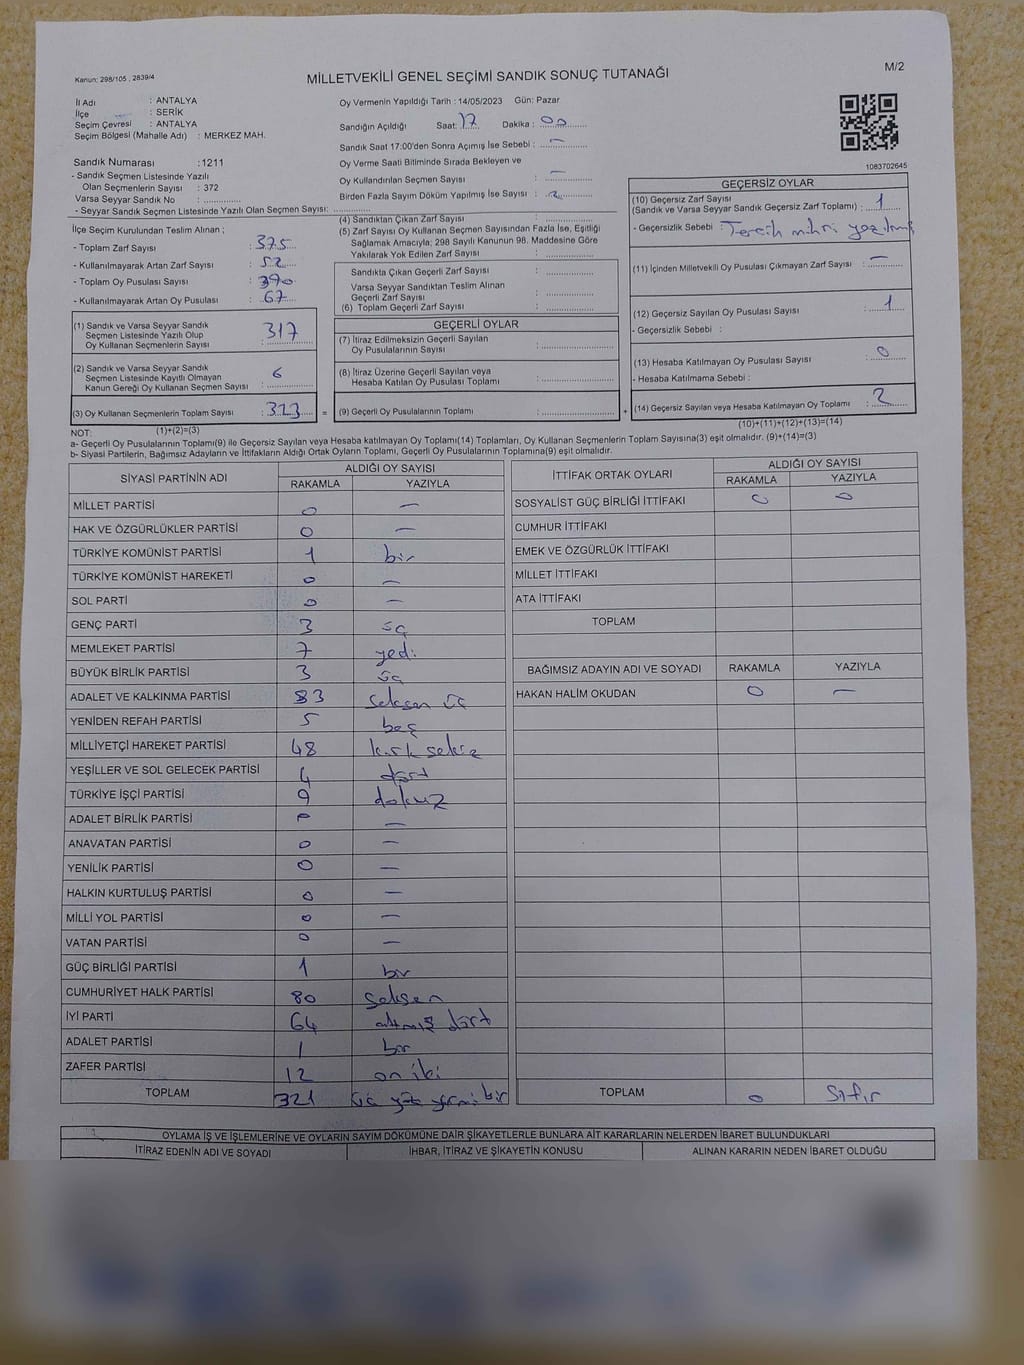 Kanun: 298/105 , 2839/4
MİLLETVEKİLİ GENEL SEÇİMİ SANDIK SONUÇ TUTANAĞI
M/2
İl Adı : ANTALYA
İlçe : SERİK
Seçim Çevresi : ANTALYA
Seçim Bölgesi (Mahalle Adı) : MERKEZ MAH.
Sandık Numarası :1211
- Sandık Seçmen Listesinde Yazılı
Olan Seçmenlerin Sayısı : 372
Varsa Seyyar Sandık No : ............
- Seyyar Sandık Seçmen Listesinde Yazılı Olan Seçmen Sayısı: ............
İlçe Seçim Kurulundan Teslim Alınan ;
- Toplam Zarf Sayısı : 375
- Kullanılmayarak Artan Zarf Sayısı : 52
- Toplam Oy Pusulası Sayısı : 390
- Kullanılmayarak Artan Oy Pusulası : 67
(1) Sandık ve Varsa Seyyar Sandık
Seçmen Listesinde Yazılı Olup
Oy Kullanan Seçmenlerin Sayısı : 317
(2) Sandık ve Varsa Seyyar Sandık
Seçmen Listesinde Kayıtlı Olmayan
Kanun Gereği Oy Kullanan Seçmen Sayısı : 6
(3) Oy Kullanan Seçmenlerin Toplam Sayısı : 323 =
(1)+(2)=(3)
Oy Vermenin Yapıldığı Tarih : 14/05/2023 Gün: Pazar
Sandığın Açıldığı Saat: 17 Dakika : 00
Sandık Saat 17:00'den Sonra Açımış İse Sebebi : —
Oy Verme Saati Bitiminde Sırada Bekleyen ve
Oy Kullandırılan Seçmen Sayısı : —
Birden Fazla Sayım Döküm Yapılmış İse Sayısı :
(4) Sandıktan Çıkan Zarf Sayısı : ............
(5) Zarf Sayısı Oy Kullanan Seçmen Sayısından Fazla İse, Eşitliği
Sağlamak Amacıyla; 298 Sayılı Kanunun 98. Maddesine Göre
Yakılarak Yok Edilen Zarf Sayısı : ............
Sandıkta Çıkan Geçerli Zarf Sayısı : ............
Varsa Seyyar Sandıktan Teslim Alınan
Geçerli Zarf Sayısı : ............
(6) Toplam Geçerli Zarf Sayısı : ............
GEÇERLİ OYLAR
(7) İtiraz Edilmeksizin Geçerli Sayılan
Oy Pusulalarının Sayısı : ............
(8) İtiraz Üzerine Geçerli Sayılan veya
Hesaba Katılan Oy Pusulası Toplamı : ............
(9) Geçerli Oy Pusulalarının Toplamı : ............ +
1083702645
GEÇERSİZ OYLAR
(10) Geçersiz Zarf Sayısı
(Sandık ve Varsa Seyyar Sandık Geçersiz Zarf Toplamı) : 1
- Geçersizlik Sebebi : Tercih mührü
(11) İçinden Milletvekili Oy Pusulası Çıkmayan Zarf Sayısı : —
(12) Geçersiz Sayılan Oy Pusulası Sayısı : 1
- Geçersizlik Sebebi :
(13) Hesaba Katılmayan Oy Pusulası Sayısı : 0
- Hesaba Katılmama Sebebi :
(14) Geçersiz Sayılan veya Hesaba Katılmayan Oy Toplamı : 2
(10)+(11)+(12)+(13)=(14)
NOT:
a- Geçerli Oy Pusulalarının Toplamı(9) ile Geçersiz Sayılan veya Hesaba katılmayan Oy Toplamı(14) Toplamları, Oy Kullanan Seçmenlerin Toplam Sayısına(3) eşit olmalıdır. (9)+(14)=(3)
b- Siyasi Partilerin, Bağımsız Adayların ve İttifakların Aldığı Ortak Oyların Toplamı, Geçerli Oy Pusulalarının Toplamına(9) eşit olmalıdır.
SİYASİ PARTİNİN ADI ALDIĞI OY SAYISI
RAKAMLA YAZIYLA
MİLLET PARTİSİ 0 —
HAK VE ÖZGÜRLÜKLER PARTİSİ 0 —
TÜRKİYE KOMÜNİST PARTİSİ 1 bir
TÜRKİYE KOMÜNİST HAREKETİ 0 —
SOL PARTİ 0 —
GENÇ PARTİ 3 üç
MEMLEKET PARTİSİ 7 yedi
BÜYÜK BİRLİK PARTİSİ 3 üç
ADALET VE KALKINMA PARTİSİ 83 seksen üç
YENİDEN REFAH PARTİSİ 5 beş
MİLLİYETÇİ HAREKET PARTİSİ 48 kırk sekiz
YEŞİLLER VE SOL GELECEK PARTİSİ 4 dört
TÜRKİYE İŞÇİ PARTİSİ 9 dokuz
ADALET BİRLİK PARTİSİ 0 —
ANAVATAN PARTİSİ 0 —
YENİLİK PARTİSİ 0 —
HALKIN KURTULUŞ PARTİSİ 0 —
MİLLİ YOL PARTİSİ 0 —
VATAN PARTİSİ 0 —
GÜÇ BİRLİĞİ PARTİSİ 1 bir
CUMHURİYET HALK PARTİSİ 80 seksen
İYİ PARTİ 64 altmış dört
ADALET PARTİSİ 1 bir
ZAFER PARTİSİ 12 on iki
TOPLAM 321 üç yüz yirmi bir
İTTİFAK ORTAK OYLARI ALDIĞI OY SAYISI
RAKAMLA YAZIYLA
SOSYALİST GÜÇ BİRLİĞİ İTTİFAKI 0 0
CUMHUR İTTİFAKI
EMEK VE ÖZGÜRLÜK İTTİFAKI
MİLLET İTTİFAKI
ATA İTTİFAKI
TOPLAM
BAĞIMSIZ ADAYIN ADI VE SOYADI RAKAMLA YAZIYLA
HAKAN HALİM OKUDAN 0 —
TOPLAM 0 Sıfır
OYLAMA İŞ VE İŞLEMLERİNE VE OYLARIN SAYIM DÖKÜMÜNE DAİR ŞİKAYETLERLE BUNLARA AİT KARARLARIN NELERDEN İBARET BULUNDUKLARI
İTİRAZ EDENİN ADI VE SOYADI İHBAR, İTİRAZ VE ŞİKAYETİN KONUSU ALINAN KARARIN NEDEN İBARET OLDUĞU